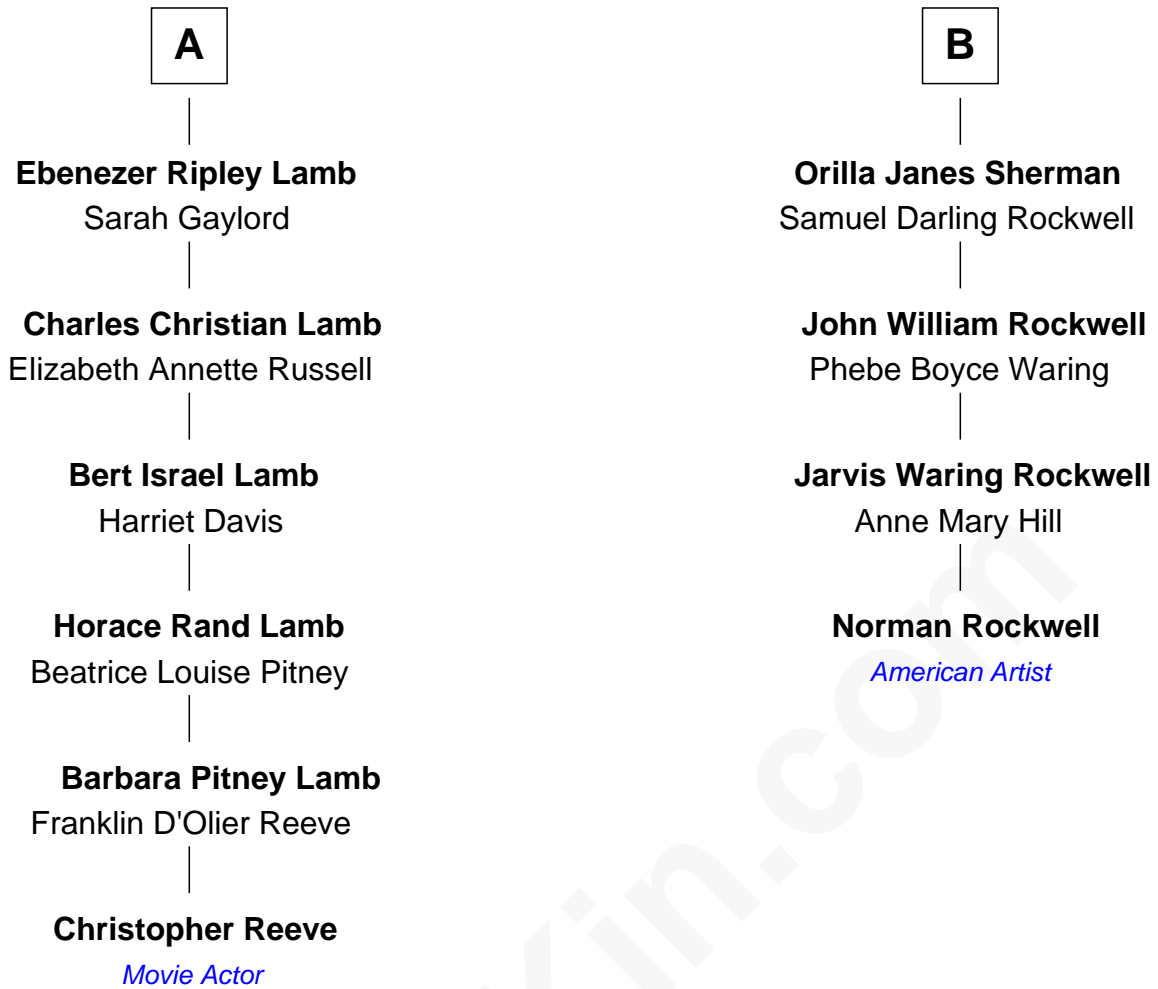 A
Ebenezer Ripley Lamb
Sarah Gaylord
Charles Christian Lamb
Elizabeth Annette Russell
Bert Israel Lamb
Harriet Davis
Horace Rand Lamb
Beatrice Louise Pitney
Barbara Pitney Lamb
Franklin D'Olier Reeve
Christopher Reeve
Movie Actor
B
Orilla Janes Sherman
Samuel Darling Rockwell
John William Rockwell
Phebe Boyce Waring
Jarvis Waring Rockwell
Anne Mary Hill
Norman Rockwell
American Artist
Kin.com